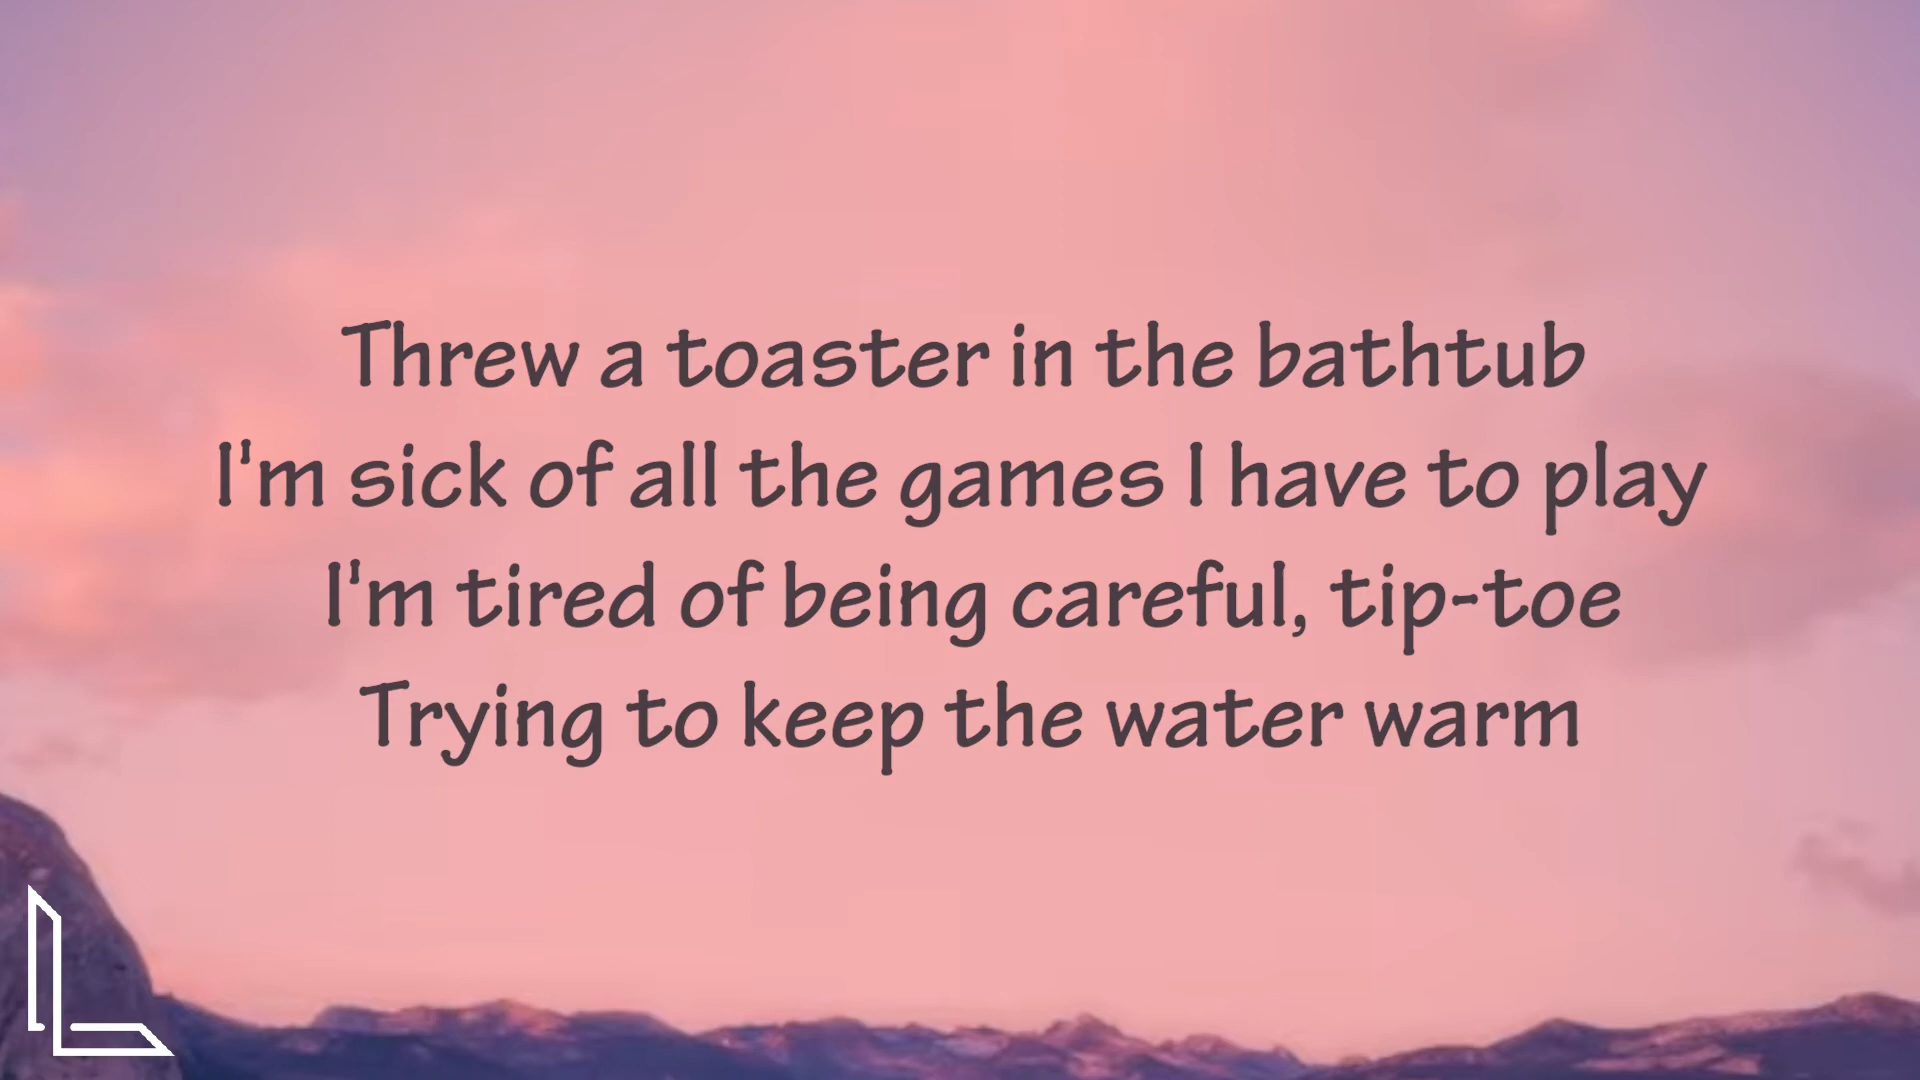 Threw a toaster in the bathtub
I'm sick of all the games I have to play
I'm tired of being careful, tip-toe
Trying to keep the water warm